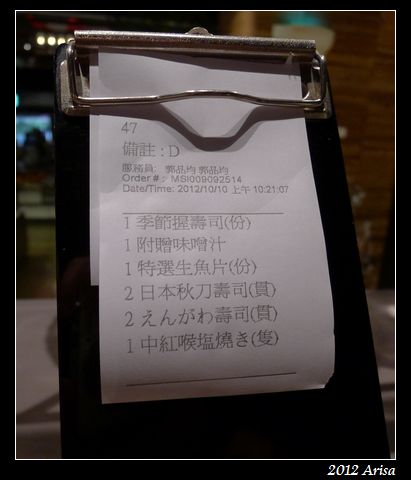 47
備註 : D
服務員: 郭品均 郭品均
Order # : MSI009092514
Date/Time: 2012/10/10 上午 10:21:07
1 季節握壽司(份)
1 附贈味噌汁
1 特選生魚片(份)
2 日本秋刀壽司(貫)
2 えんがわ壽司(貫)
1 中紅喉塩燒き(隻)
2012 Arisa